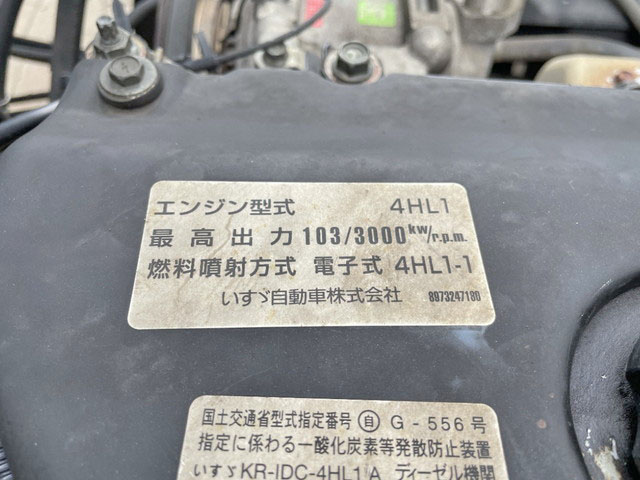 エンジン型式 4HL1
最高出力 103/3000 kw/r.p.m.
燃料噴射方式 電子式 4HL1-1
いすゞ自動車株式会社 8973247180
国土交通省型式指定番号 自 G-556号
指定に係わる一酸化炭素等発散防止装置
いすゞKR-IDC-4HL1A ディーゼル機関